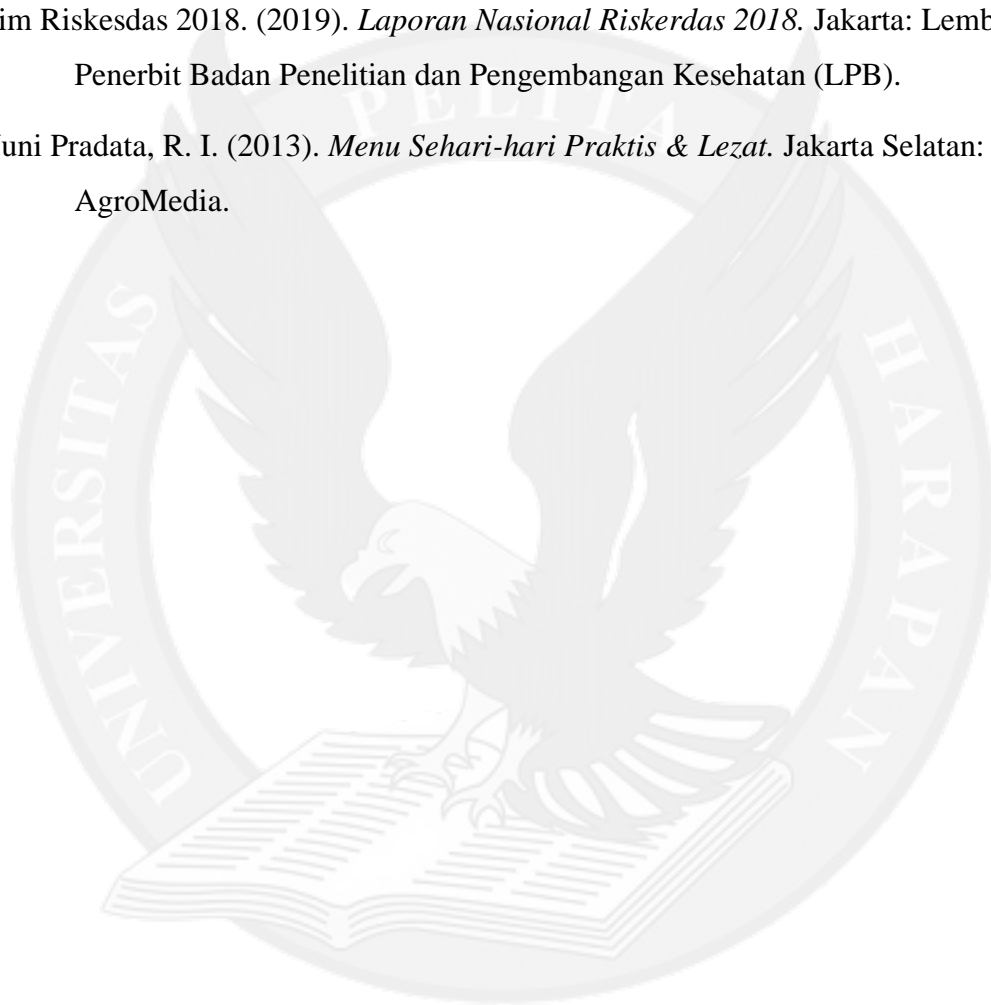 im Riskesdas 2018. (2019). Laporan Nasional Riskerdas 2018. Jakarta: Lemb
Penerbit Badan Penelitian dan Pengembangan Kesehatan (LPB).
uni Pradata, R. I. (2013). Menu Sehari-hari Praktis & Lezat. Jakarta Selatan:
AgroMedia.
UNIVERSITAS PELITA HARAPAN